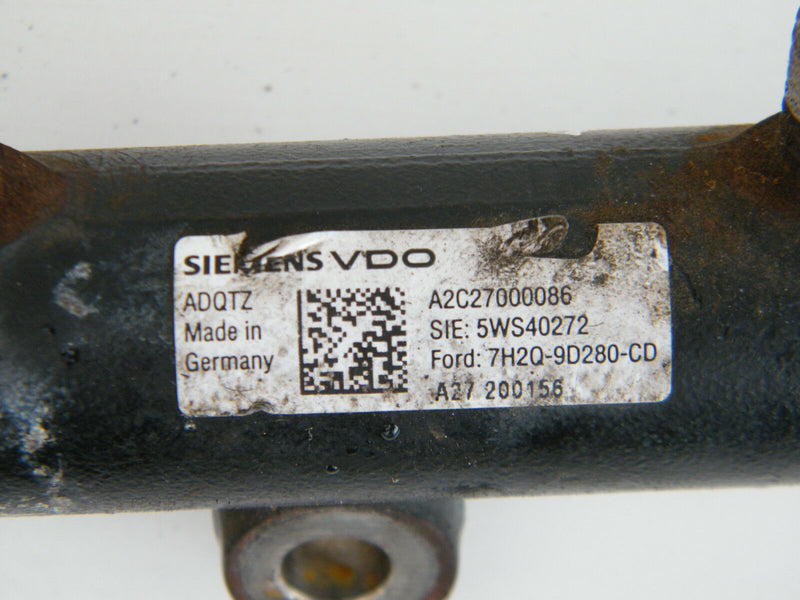 SIEMENS VDO
ADQTZ
Made in
Germany
A2C27000086
SIE: 5WS40272
Ford: 7H2Q-9D280-CD
A27 200156